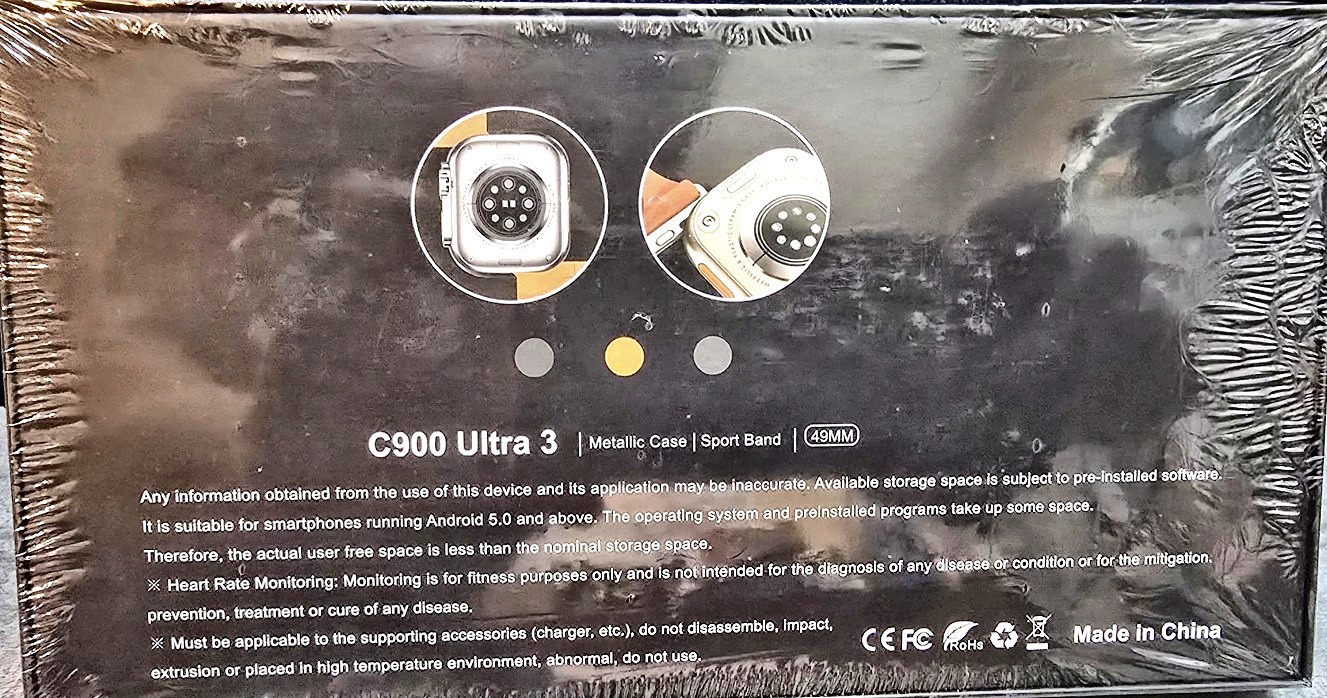 C900 Ultra 3 | Metallic Case | Sport Band | 49MM
Any information obtained from the use of this device and its application may be inaccurate. Available storage space is subject to pre-installed software.
It is suitable for smartphones running Android 5.0 and above. The operating system and preinstalled programs take up some space.
Therefore, the actual user free space is less than the nominal storage space.
※ Heart Rate Monitoring: Monitoring is for fitness purposes only and is not intended for the diagnosis of any disease or condition or for the mitigation,
prevention, treatment or cure of any disease.
※ Must be applicable to the supporting accessories (charger, etc.), do not disassemble, Impact,
extrusion or placed in high temperature environment, abnormal, do not use.
CE FC RoHS Made in China